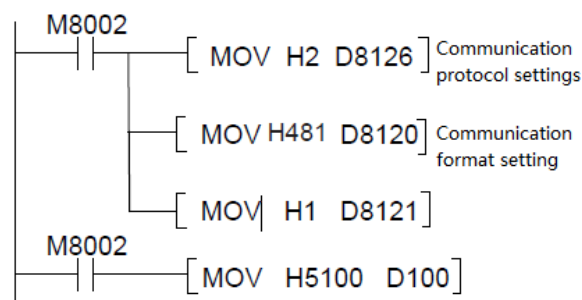 M8002
MOV H2 D8126 Communication
protocol settings
MOV H481 D8120 Communication
format setting
MOV H1 D8121
M8002
MOV H5100 D100